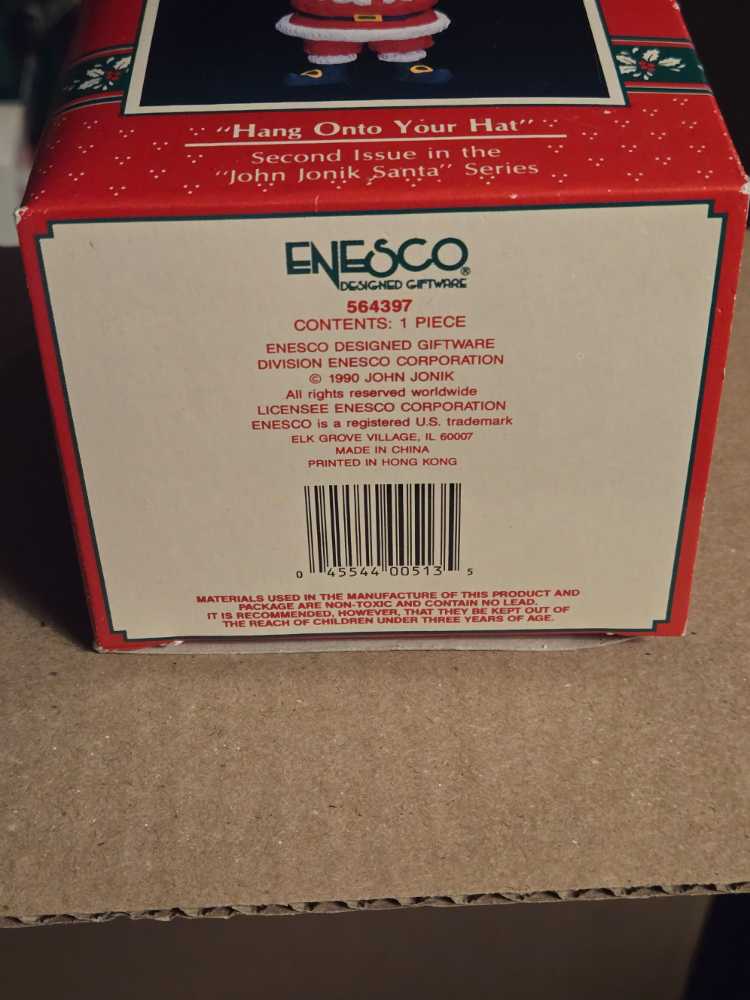 "Hang Onto Your Hat"
Second Issue in the
"John Jonik Santa" Series
ENESCO®
DESIGNED GIFTWARE
564397
CONTENTS: 1 PIECE
ENESCO DESIGNED GIFTWARE
DIVISION ENESCO CORPORATION
© 1990 JOHN JONIK
All rights reserved worldwide
LICENSEE ENESCO CORPORATION
ENESCO is a registered U.S. trademark
ELK GROVE VILLAGE, IL 60007
MADE IN CHINA
PRINTED IN HONG KONG
0 45544 00513 5
MATERIALS USED IN THE MANUFACTURE OF THIS PRODUCT AND
PACKAGE ARE NON-TOXIC AND CONTAIN NO LEAD.
IT IS RECOMMENDED, HOWEVER, THAT THEY BE KEPT OUT OF
THE REACH OF CHILDREN UNDER THREE YEARS OF AGE.